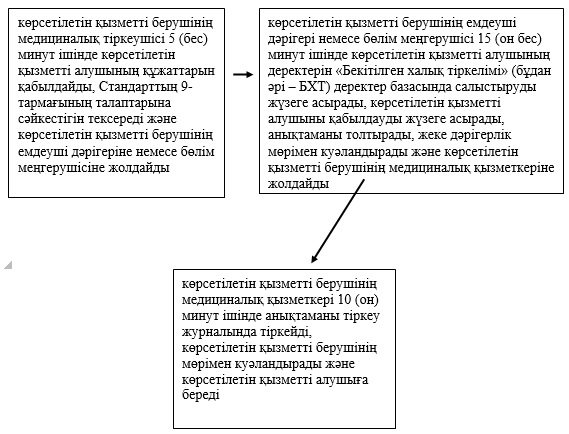 көрсетілетін қызметті берушінің
медициналық тіркеушісі 5 (бес)
минут ішінде көрсетілетін
қызметті алушының құжаттарын
қабылдайды, Стандарттың 9-
тармағының талаптарына
сәйкестігін тексереді және
көрсетілетін қызметті берушінің
емдеуші дәрігеріне немесе бөлім
меңгерушісіне жолдайды
көрсетілетін қызметті берушінің емдеуші
дәрігері немесе бөлім меңгерушісі 15 (он бес)
минут ішінде көрсетілетін қызметті алушының
деректерін «Бекітілген халық тіркелімі» (бұдан
әрі – БХТ) деректер базасында салыстыруды
жүзеге асырады, көрсетілетін қызметті
алушыны қабылдауды жүзеге асырады,
анықтаманы толтырады, жеке дәрігерлік
мөрімен куәландырады және көрсетілетін
қызметті берушінің медициналық қызметкеріне
жолдайды
көрсетілетін қызметті берушінің
медициналық қызметкері 10 (он)
минут ішінде анықтаманы тіркеу
журналында тіркейді,
көрсетілетін қызметті берушінің
мөрімен куәландырады және
көрсетілетін қызметті алушыға
береді